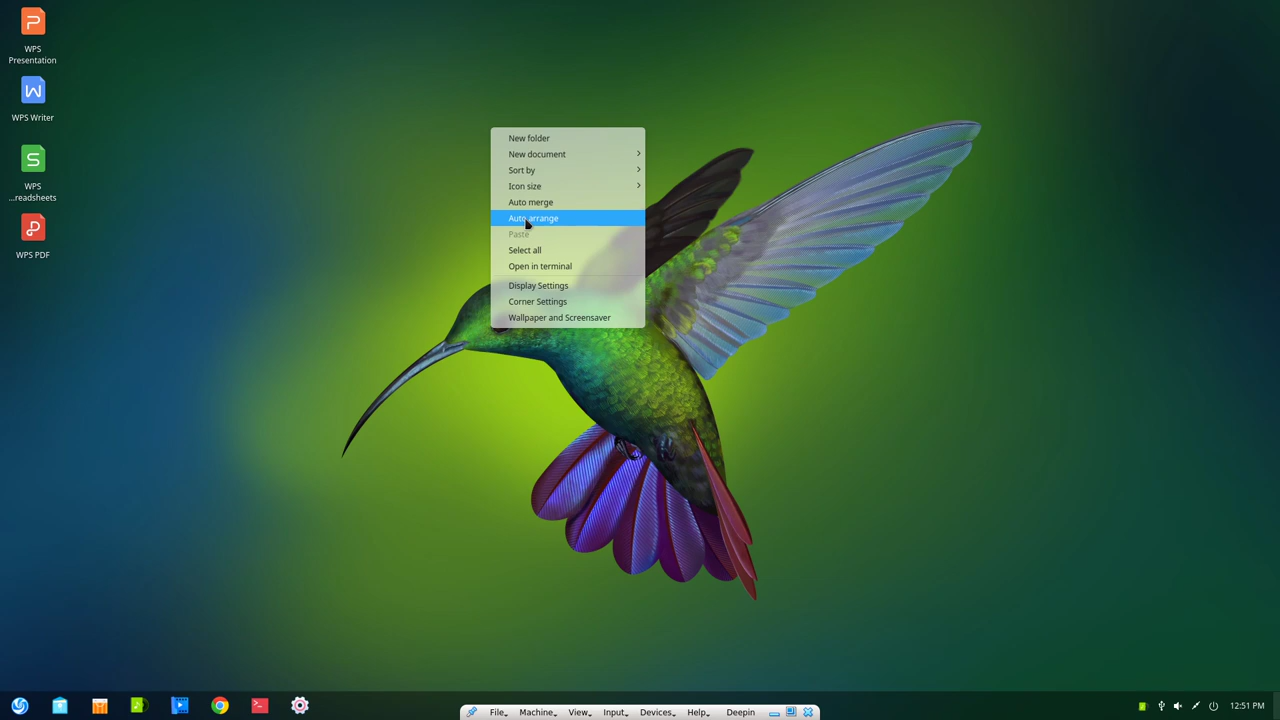 WPS
Presentation
WPS Writer
WPS
...readsheets
WPS PDF
New folder
New document
Sort by
Icon size
Auto merge
Auto arrange
Paste
Select all
Open in terminal
Display Settings
Corner Settings
Wallpaper and Screensaver
File
Machine
View
Input
Devices
Help
Deepin
12:51 PM